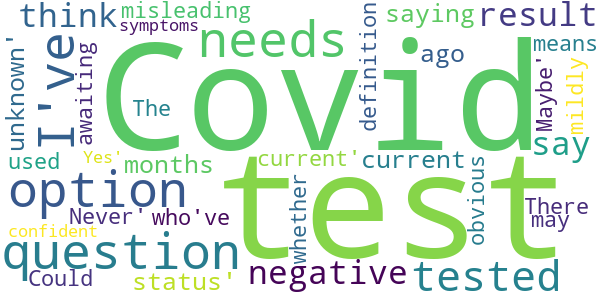 think misleading saying result
symptoms
unknown' I've awaiting needs ago definition means
Covid Maybe' mildly
The
used Yes' months current' current say
option test obvious There
Never' who've whether may
confident
question
Could status' negative tested